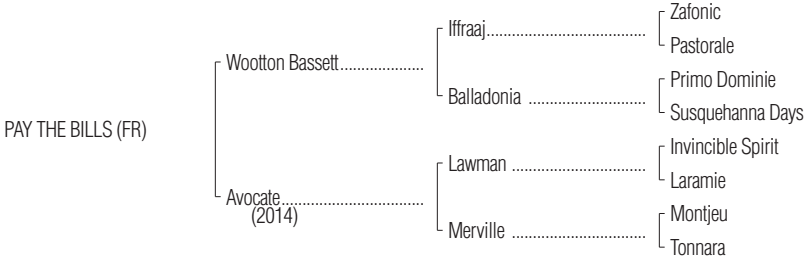 Zafonic
Iffraaj
Pastorale
Wootton Bassett
Primo Dominie
Balladonia
Susquehanna Days
PAY THE BILLS (FR)
Invincible Spirit
Lawman
Laramie
Avocate
(2014)
Montjeu
Merville
Tonnara